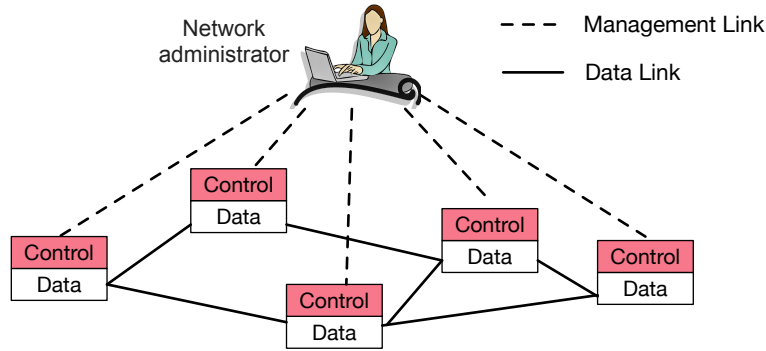 Network
administrator
Management Link
Data Link
Control
Data
Control
Data
Control
Data
Control
Data
Control
Data